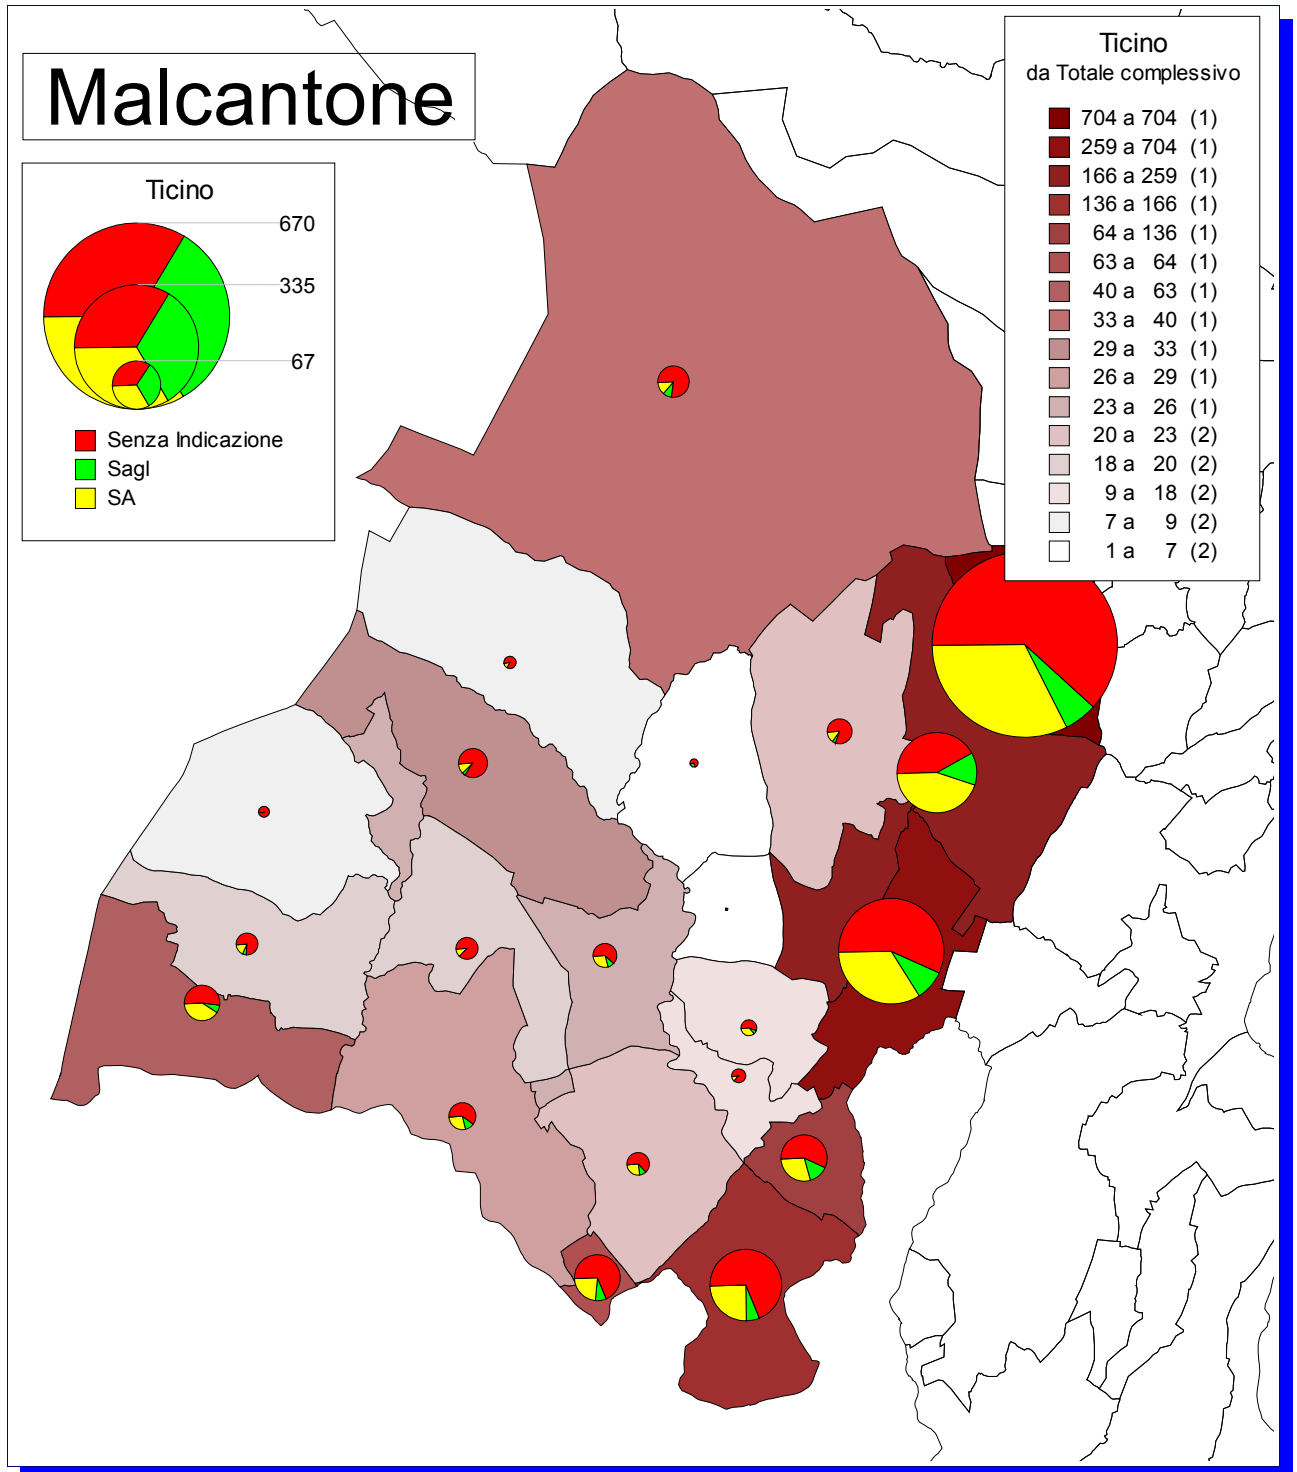 Malcantone
Ticino
670
335
67
Senza Indicazione
Sagl
SA
Ticino
da Totale complessivo
704 a 704 (1)
259 a 704 (1)
166 a 259 (1)
136 a 166 (1)
64 a 136 (1)
63 a 64 (1)
40 a 63 (1)
33 a 40 (1)
29 a 33 (1)
26 a 29 (1)
23 a 26 (1)
20 a 23 (2)
18 a 20 (2)
9 a 18 (2)
7 a 9 (2)
1 a 7 (2)